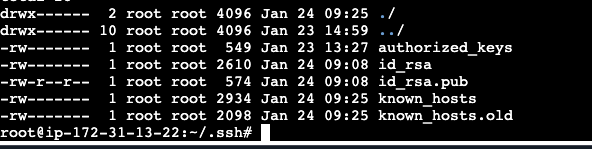 drwx------  2 root root 4096 Jan 24 09:25 ./
drwx------ 10 root root 4096 Jan 23 14:59 ../
-rw-------  1 root root  549 Jan 23 13:27 authorized_keys
-rw-------  1 root root 2610 Jan 24 09:08 id_rsa
-rw-r--r--  1 root root  574 Jan 24 09:08 id_rsa.pub
-rw-------  1 root root 2934 Jan 24 09:25 known_hosts
-rw-------  1 root root 2098 Jan 24 09:25 known_hosts.old
root@ip-172-31-13-22:~/.ssh#